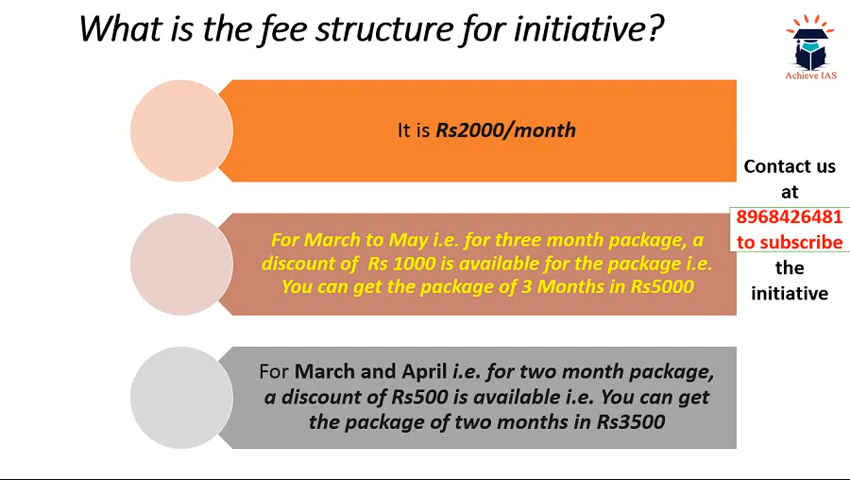 What is the fee structure for initiative?
Achieve IAS
It is Rs2000/month
For March to May i.e. for three month package, a
discount of Rs 1000 is available for the package i.e.
You can get the package of 3 Months in Rs5000
For March and April i.e. for two month package,
a discount of Rs500 is available i.e. You can get
the package of two months in Rs3500
Contact us
at
8968426481
to subscribe
the
initiative